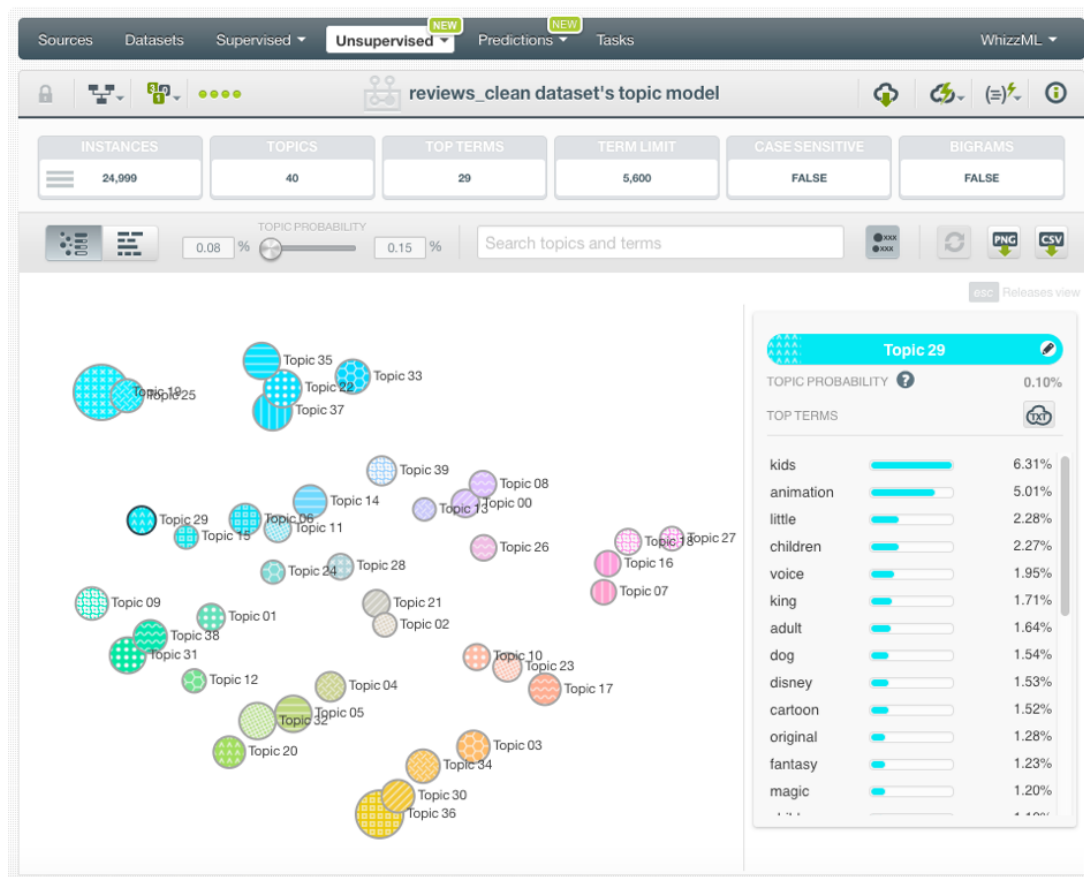 NEW NEW
Sources Datasets Supervised Unsupervised Predictions Tasks WhizzML
reviews_clean dataset's topic model
INSTANCES TOPICS TOP TERMS TERM LIMIT CASE SENSITIVE BIGRAMS
24,999 40 29 5,600 FALSE FALSE
TOPIC PROBABILITY
0.08 % 0.15 % Search topics and terms PNG CSV
esc Releases view
Topic 35
Topic 33
Topic 22
Topic 19
Topic 25
Topic 37
Topic 39
Topic 08
Topic 14
Topic 00
Topic 13
Topic 29
Topic 06
Topic 11
Topic 15
Topic 18
Topic 27
Topic 26
Topic 16
Topic 28
Topic 24
Topic 07
Topic 09
Topic 21
Topic 01
Topic 02
Topic 38
Topic 31
Topic 10
Topic 23
Topic 12
Topic 04
Topic 17
Topic 05
Topic 32
Topic 20
Topic 03
Topic 34
Topic 30
Topic 36
Topic 29
TOPIC PROBABILITY ? 0.10%
TOP TERMS TXT
kids 6.31%
animation 5.01%
little 2.28%
children 2.27%
voice 1.95%
king 1.71%
adult 1.64%
dog 1.54%
disney 1.53%
cartoon 1.52%
original 1.28%
fantasy 1.23%
magic 1.20%